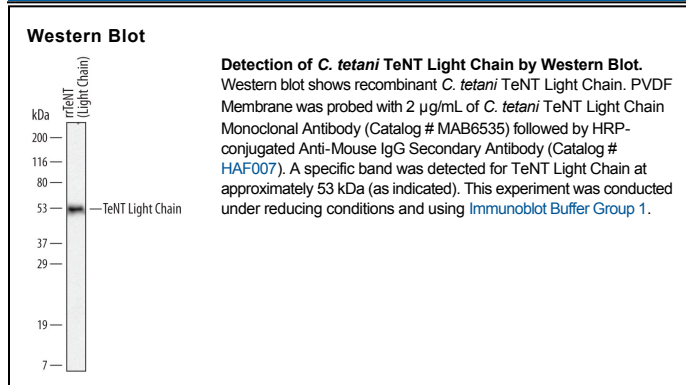 Western Blot
kDa
rrTeNT
(Light Chain)
200
116
80
53
37
29
19
7
TeNT Light Chain
Detection of C. tetani TeNT Light Chain by Western Blot.
Western blot shows recombinant C. tetani TeNT Light Chain. PVDF
Membrane was probed with 2 µg/mL of C. tetani TeNT Light Chain
Monoclonal Antibody (Catalog # MAB6535) followed by HRP-
conjugated Anti-Mouse IgG Secondary Antibody (Catalog #
HAF007). A specific band was detected for TeNT Light Chain at
approximately 53 kDa (as indicated). This experiment was conducted
under reducing conditions and using Immunoblot Buffer Group 1.